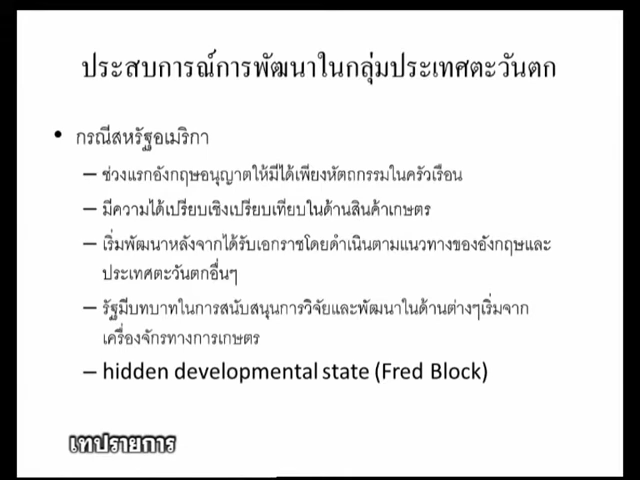 ประสบการณ์การพัฒนาในกลุ่มประเทศตะวันตก
• กรณีสหรัฐอเมริกา
– ช่วงแรกอังกฤษอนุญาตให้มีได้เพียงหัตถกรรมในครัวเรือน
– มีความได้เปรียบเชิงเปรียบเทียบในด้านสินค้าเกษตร
– เริ่มพัฒนาหลังจากได้รับเอกราชโดยดำเนินตามแนวทางของอังกฤษและ
ประเทศตะวันตกอื่นๆ
– รัฐมีบทบาทในการสนับสนุนการวิจัยและพัฒนาในด้านต่างๆเริ่มจาก
เครื่องจักรทางการเกษตร
– hidden developmental state (Fred Block)
เทปรายการ